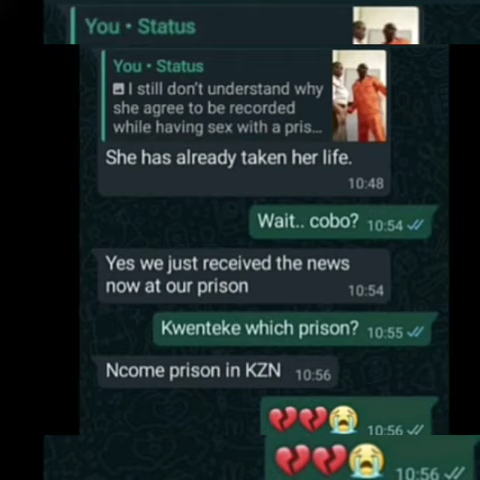 You • Status
You • Status
I still don't understand why
she agree to be recorded
while having sex with a pris...
She has already taken her life.
10:48
Wait.. cobo? 10:54
Yes we just received the news
now at our prison
10:54
Kwenteke which prison? 10:55
Ncome prison in KZN 10:56
💔💔😭 10:56
💔💔😭 10:56